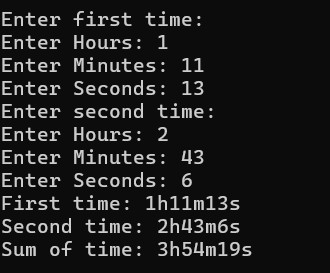 Enter first time:
Enter Hours: 1
Enter Minutes: 11
Enter Seconds: 13
Enter second time:
Enter Hours: 2
Enter Minutes: 43
Enter Seconds: 6
First time: 1h11m13s
Second time: 2h43m6s
Sum of time: 3h54m19s